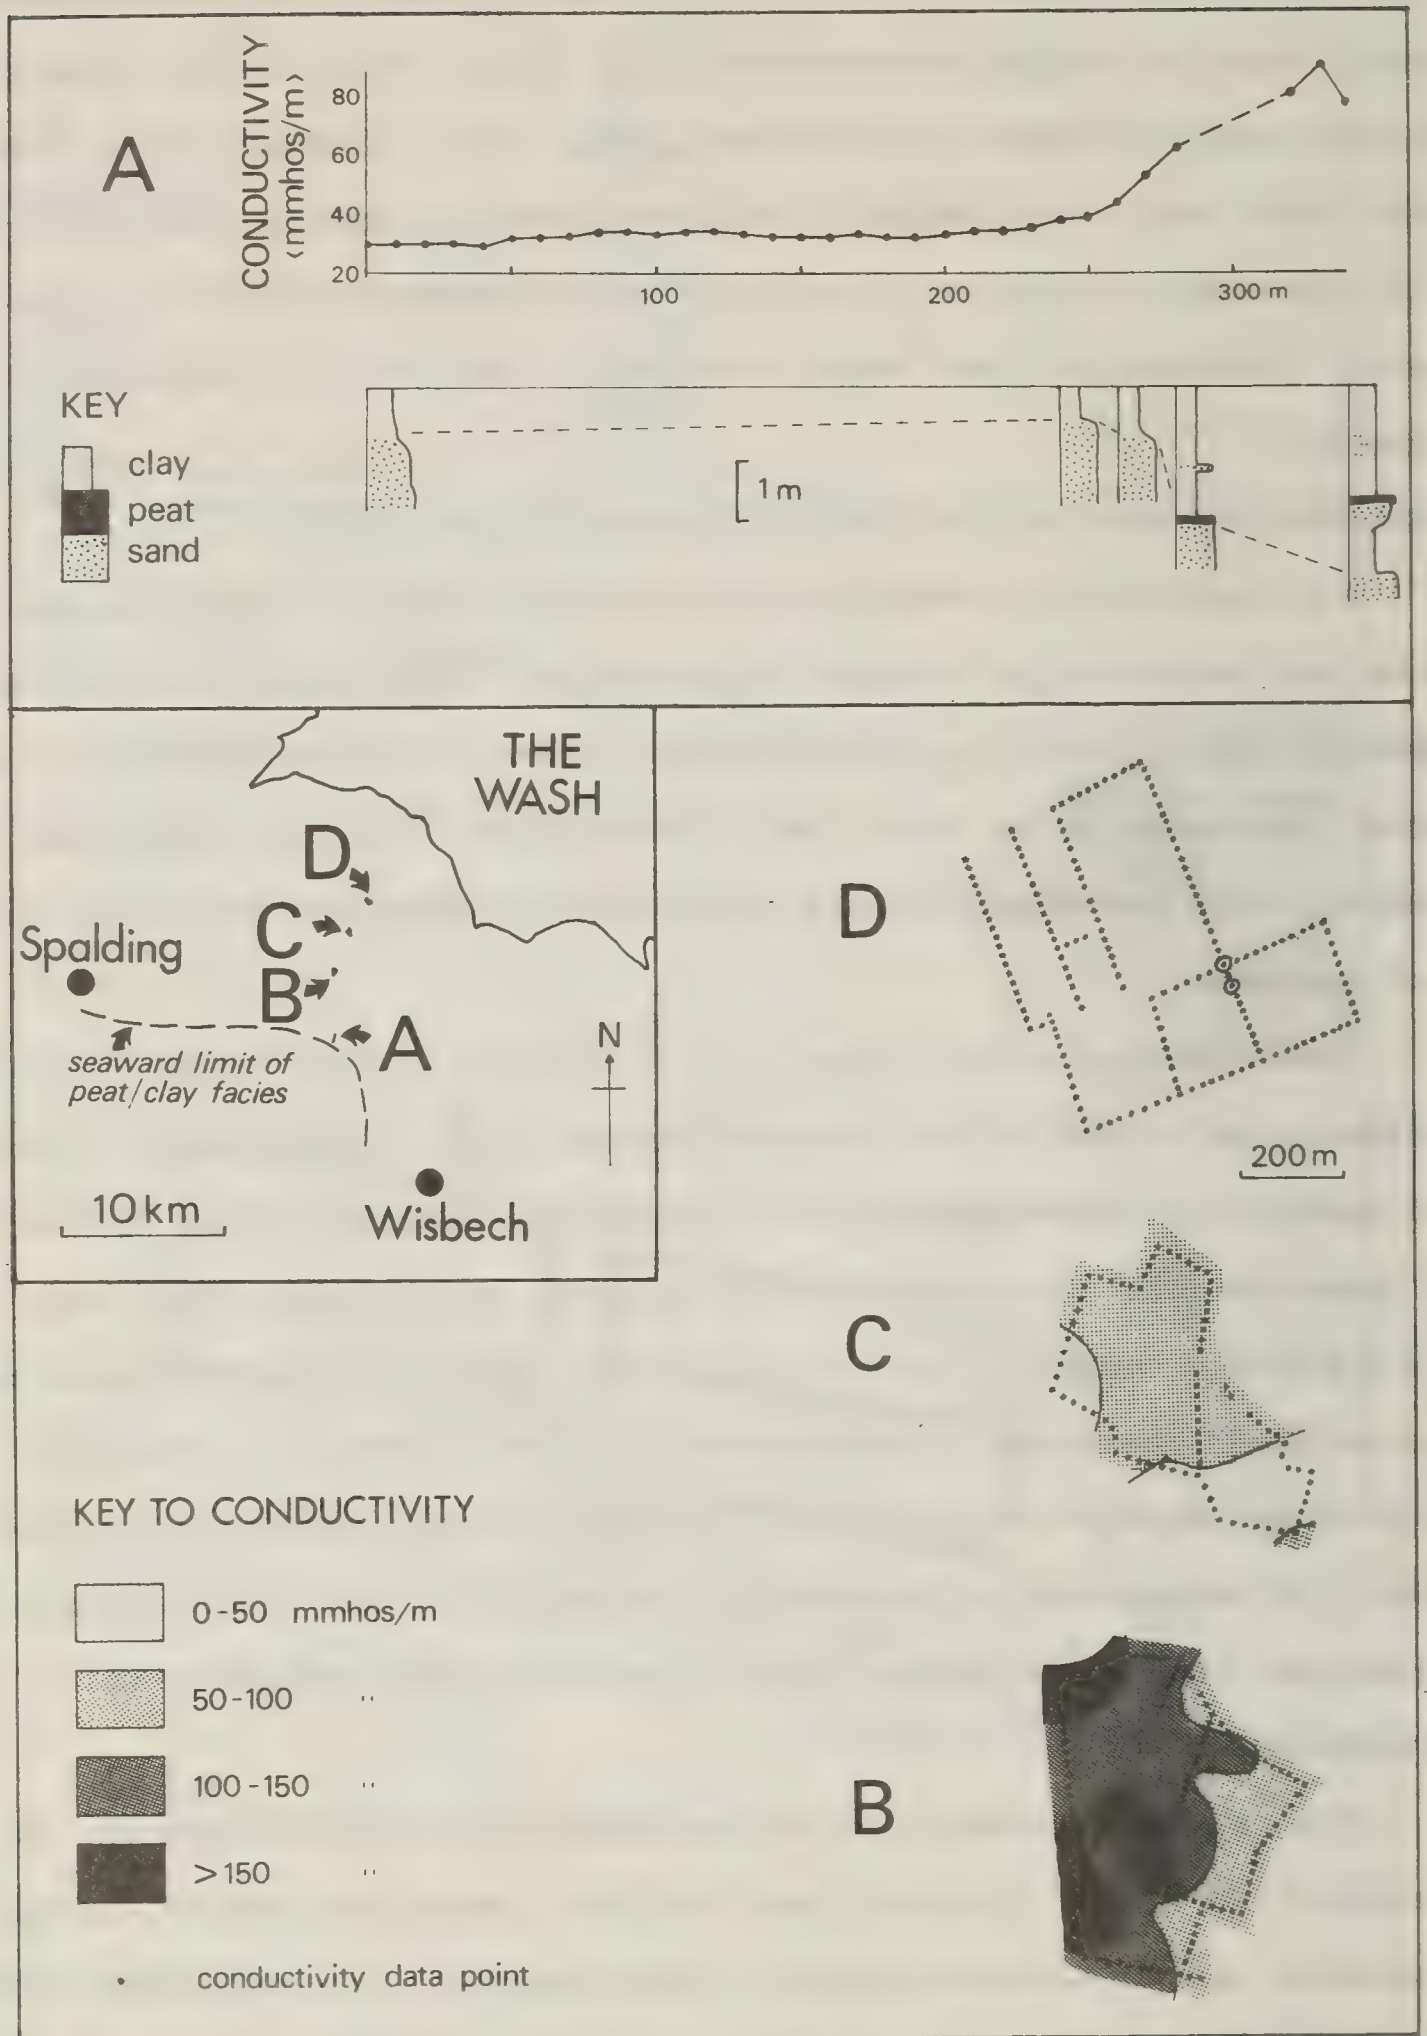 A
CONDUCTIVITY
<mmhos/m>
80
60
40
20
100
200
300 m
KEY
clay
peat
sand
1 m
THE
WASH
D
C
Spalding
B
A
N
seaward limit of
peat/clay facies
10 km
Wisbech
D
200 m
C
KEY TO CONDUCTIVITY
0-50 mmhos/m
50-100 "
100-150 "
>150 "
conductivity data point
B